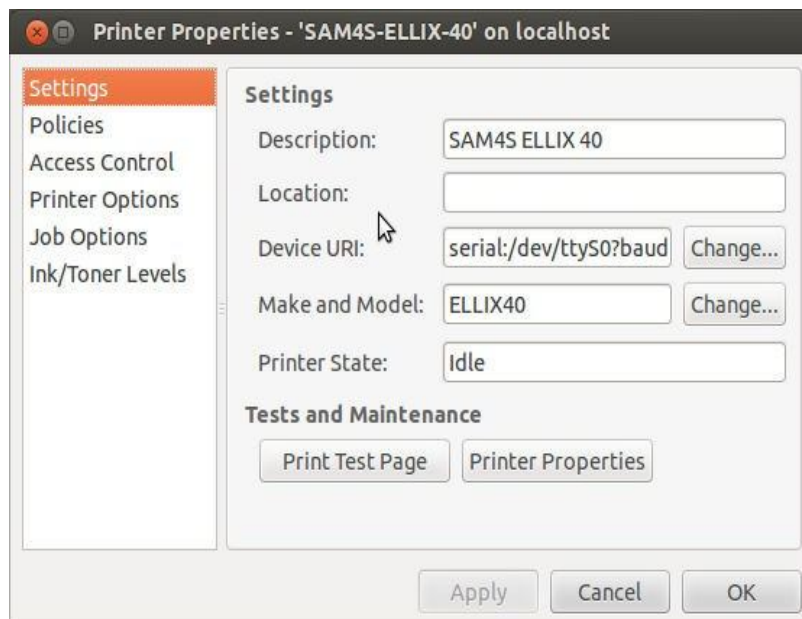 Printer Properties - 'SAM4S-ELLIX-40' on localhost
Settings
Policies
Access Control
Printer Options
Job Options
Ink/Toner Levels
Settings
Description: SAM4S ELLIX 40
Location:
Device URI: serial:/dev/ttyS0?baud Change...
Make and Model: ELLIX40 Change...
Printer State: Idle
Tests and Maintenance
Print Test Page Printer Properties
Apply Cancel OK